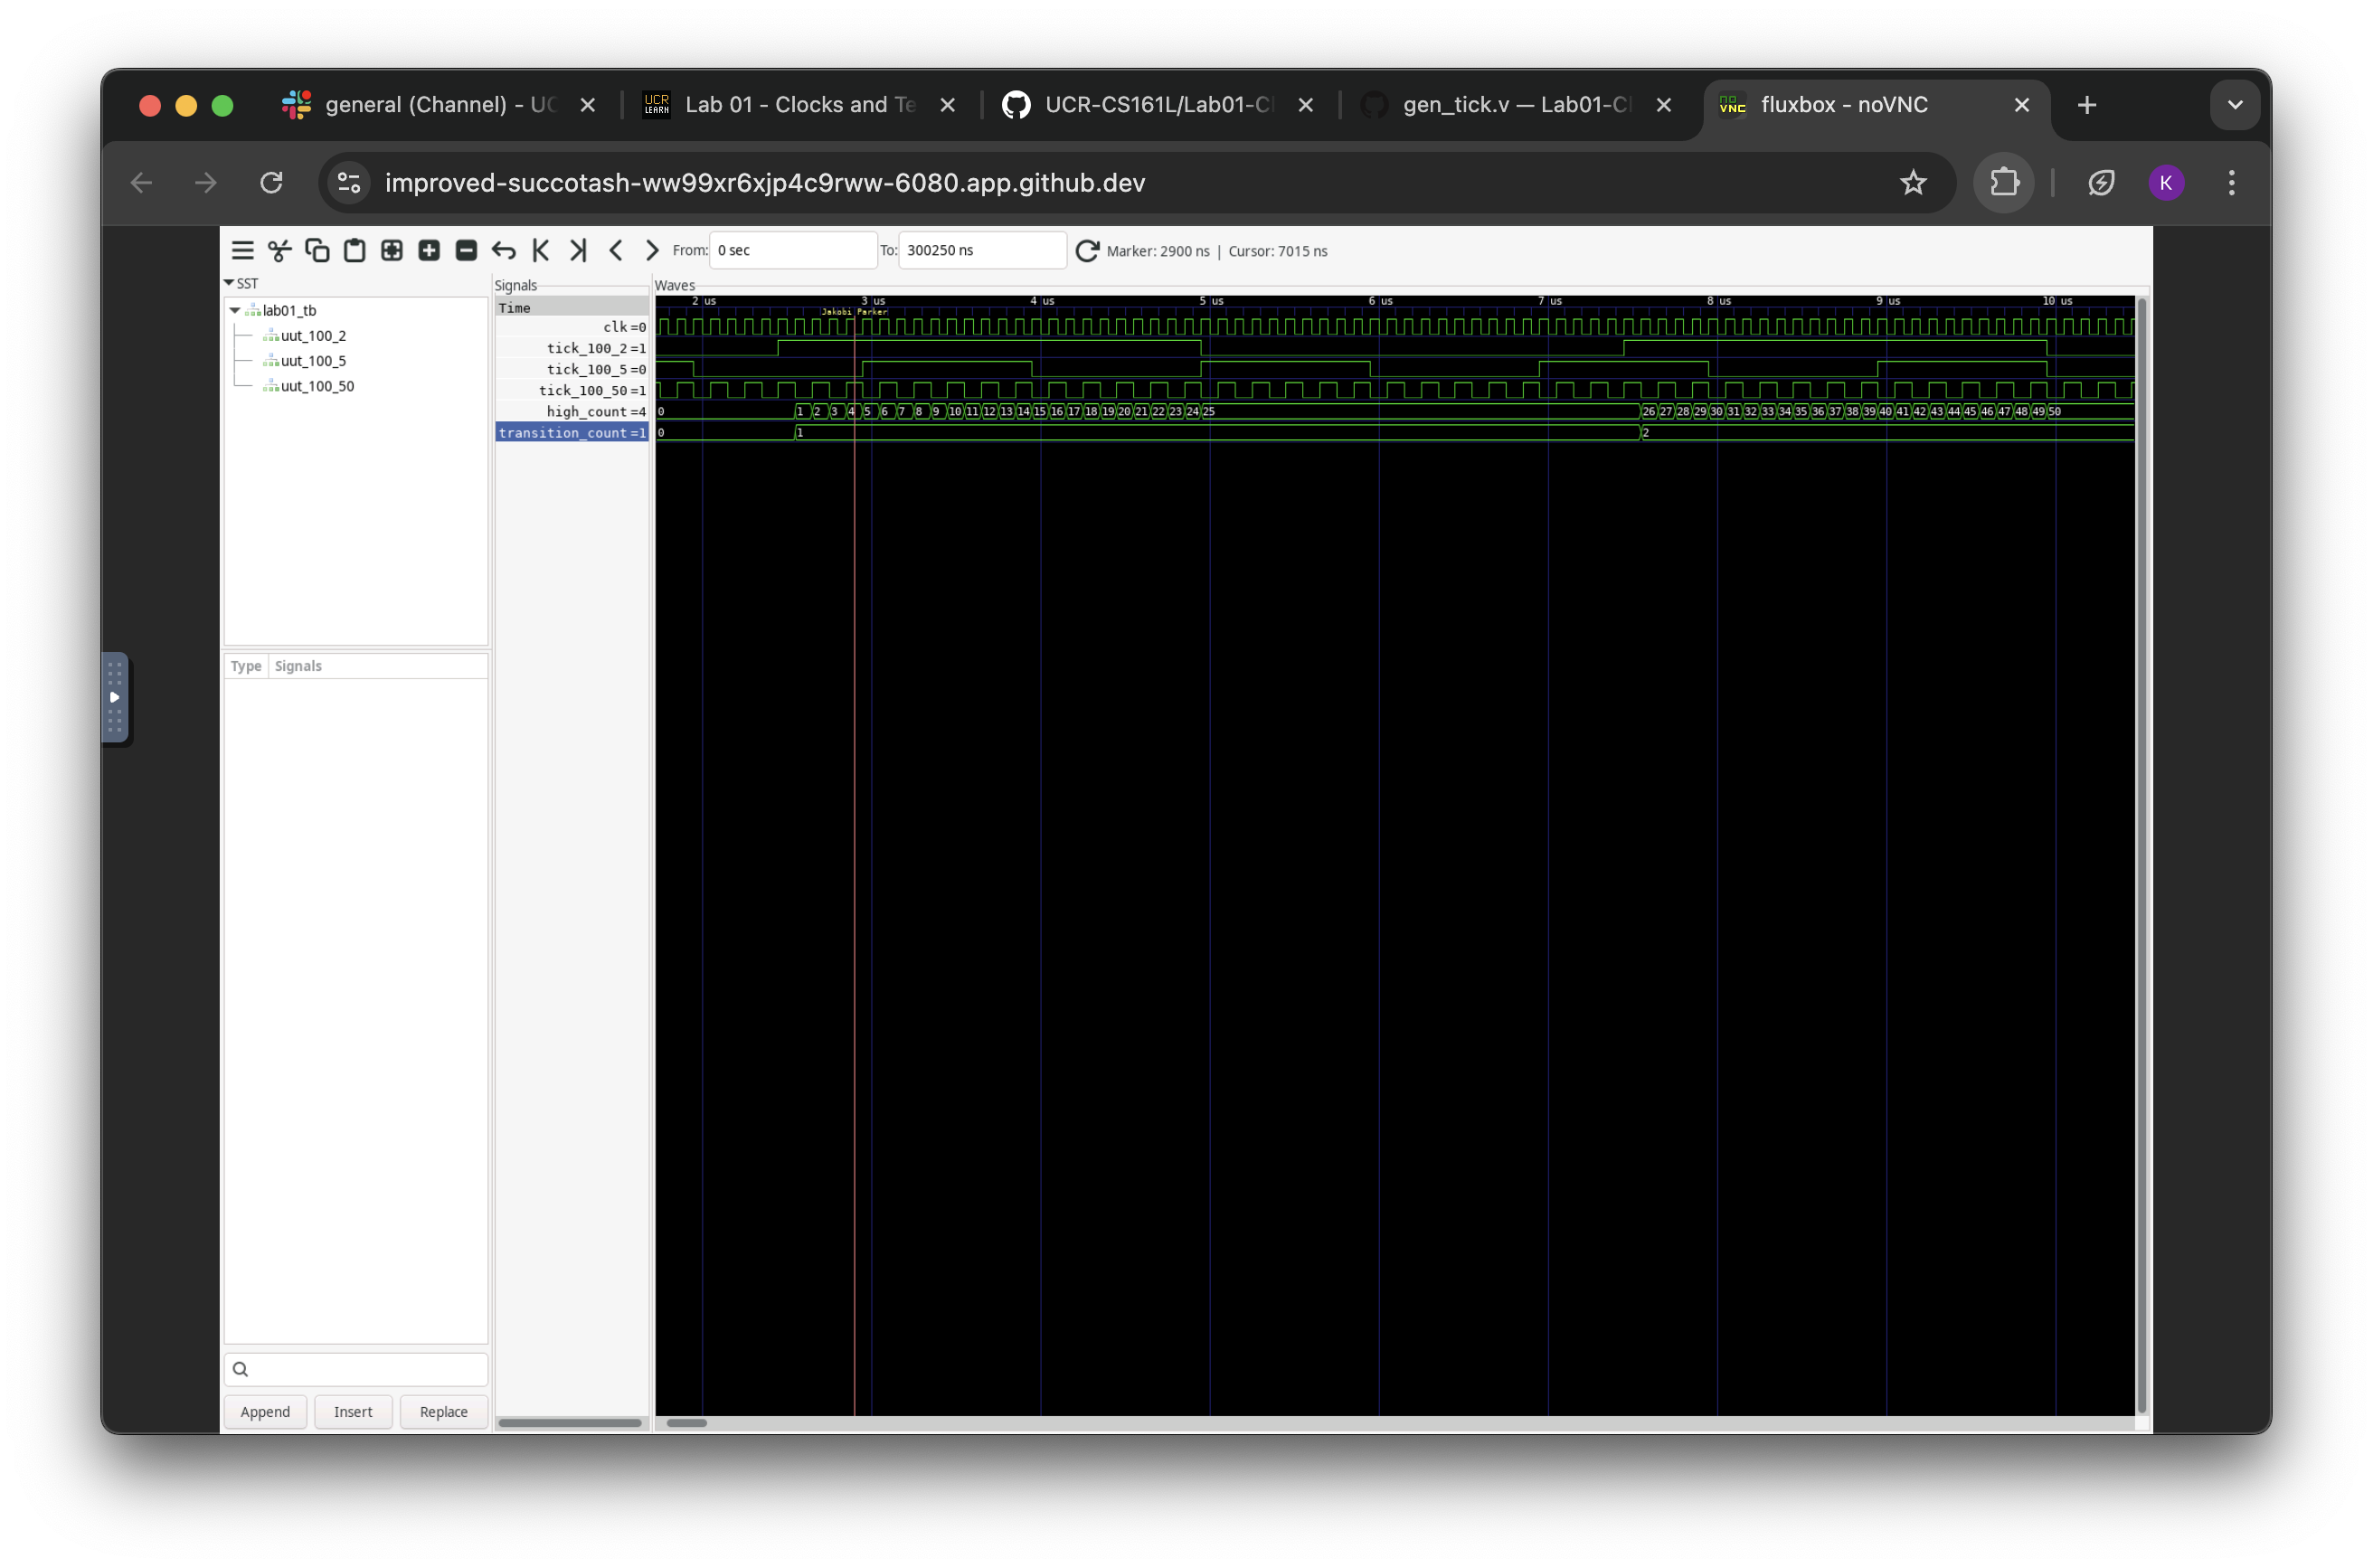 general (Channel) - UC
UCR LEARN
Lab 01 - Clocks and Te
UCR-CS161L/Lab01-Cl
gen_tick.v — Lab01-Cl
no VNC
fluxbox - noVNC
improved-succotash-ww99xr6xjp4c9rww-6080.app.github.dev
K
From: 0 sec To: 300250 ns Marker: 2900 ns | Cursor: 7015 ns
SST
lab01_tb
uut_100_2
uut_100_5
uut_100_50
Type Signals
Append Insert Replace
Signals
Time
clk =0
tick_100_2 =1
tick_100_5 =0
tick_100_50 =1
high_count =4
transition_count =1
Waves
2 us 3 us 4 us 5 us 6 us 7 us 8 us 9 us 10 us
Jakobi Parker
0 1 2 3 4 5 6 7 8 9 10 11 12 13 14 15 16 17 18 19 20 21 22 23 24 25 26 27 28 29 30 31 32 33 34 35 36 37 38 39 40 41 42 43 44 45 46 47 48 49 50
0 1 2